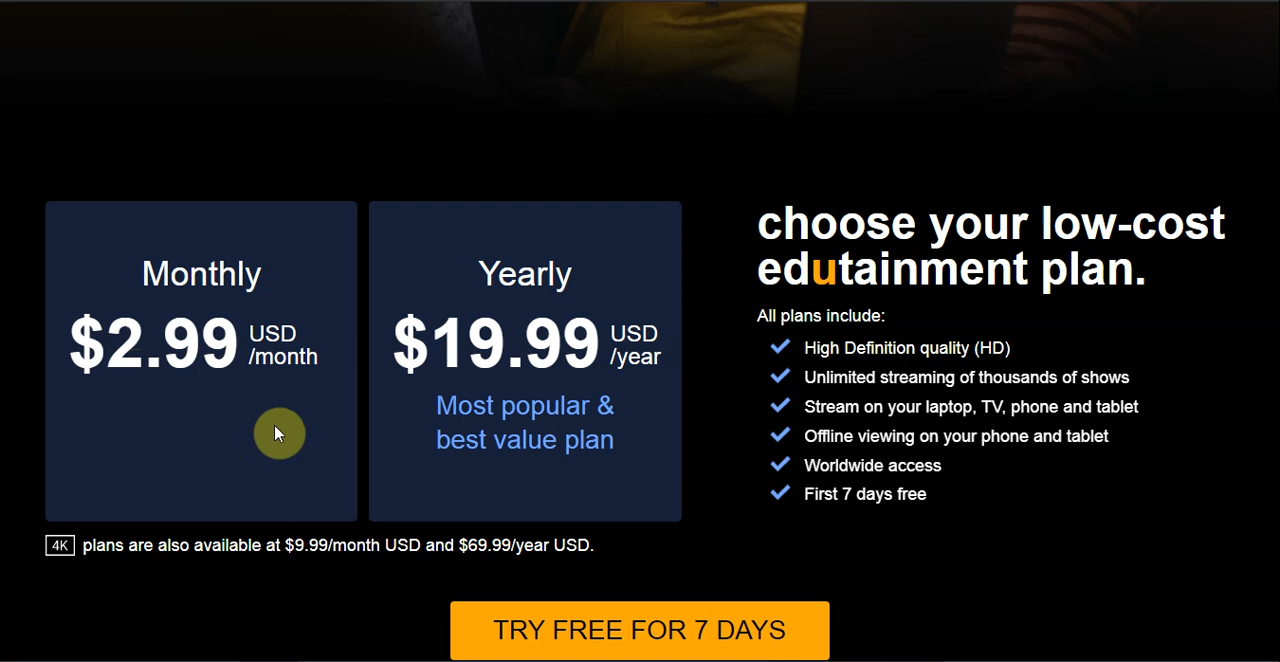 Monthly
$2.99 USD /month
Yearly
$19.99 USD /year
Most popular &
best value plan
4K plans are also available at $9.99/month USD and $69.99/year USD.
choose your low-cost
edutainment plan.
All plans include:
High Definition quality (HD)
Unlimited streaming of thousands of shows
Stream on your laptop, TV, phone and tablet
Offline viewing on your phone and tablet
Worldwide access
First 7 days free
TRY FREE FOR 7 DAYS